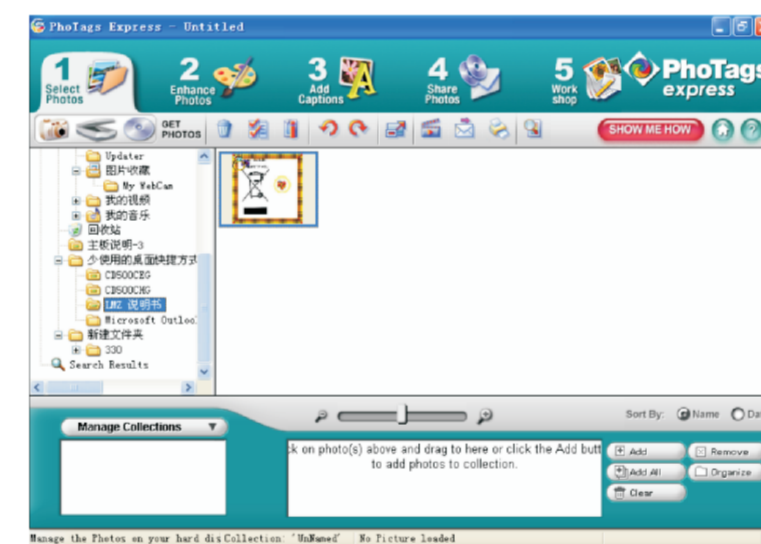 PhoTags Express - Untitled
1
Select
Photos
2
Enhance
Photos
3
Add
Captions
4
Share
Photos
5
Work
shop
PhoTags
express
GET
PHOTOS
SHOW ME HOW
Updater
图片收藏
My WebCam
我的视频
我的音乐
回收站
主板说明-3
少使用的桌面快捷方式
CD500CEG
CD500CHG
LMZ 说明书
Microsoft Outloo
新建文件夹
330
Search Results
Manage Collections
Sort By: Name Da
ck on photo(s) above and drag to here or click the Add butt
to add photos to collection.
Add
Remove
Add All
Organize
Clear
Manage the Photos on your hard dis Collection: 'UnNamed' No Picture loaded